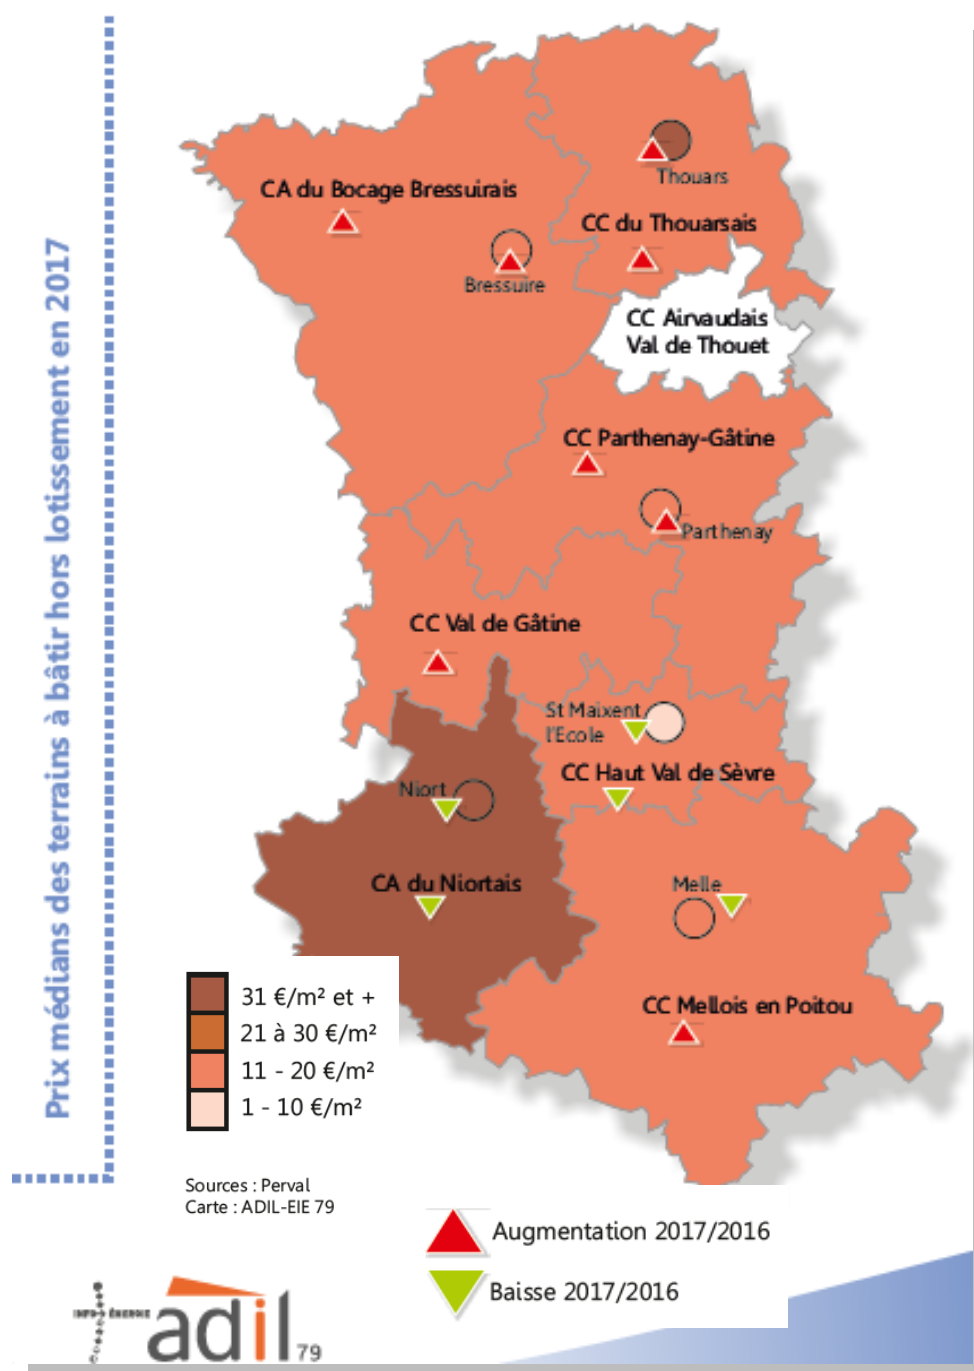 Prix médians des terrains à bâtir hors lotissement en 2017
Thouars
CA du Bocage Bressuirais
CC du Thouarsais
Bressuire
CC Airvaudais
Val de Thouet
CC Parthenay-Gâtine
Parthenay
CC Val de Gâtine
St Maixent
l'Ecole
CC Haut Val de Sèvre
Niort
CA du Niortais
Melle
CC Mellois en Poitou
31 €/m² et +
21 à 30 €/m²
11 - 20 €/m²
1 - 10 €/m²
Sources : Perval
Carte : ADIL-EIE 79
Augmentation 2017/2016
Baisse 2017/2016
INFO ÉNERGIE
adil 79